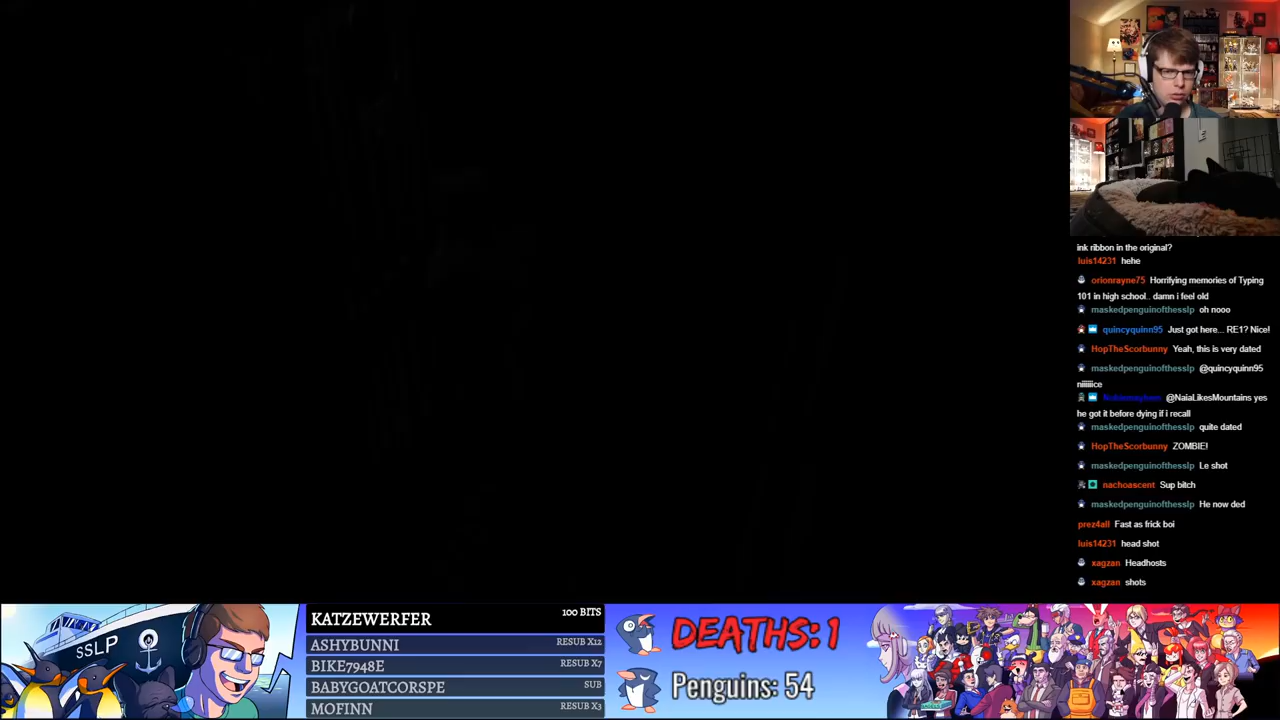 ink ribbon in the original?
luis14231 hehe
orionrayne75 Horrifying memories of Typing
101 in high school.. damn i feel old
maskedpenguinofthesslp oh nooo
quincyquinn95 Just got here... RE1? Nice!
HopTheScorbunny Yeah, this is very dated
maskedpenguinofthesslp @quincyquinn95
niiiiiiice
@NaiaLikesMountains yes
he got it before dying if i recall
maskedpenguinofthesslp quite dated
HopTheScorbunny ZOMBIE!
maskedpenguinofthesslp Le shot
nachoascent Sup bitch
maskedpenguinofthesslp He now ded
prez4all Fast as frick boi
luis14231 head shot
xagzan Headhosts
xagzan shots
SSLP
KATZEWERFER 100 BITS
ASHYBUNNI RESUB X12
BIKE7948E RESUB X7
BABYGOATCORSPE SUB
MOFINN RESUB X3
DEATHS: 1
Penguins: 54